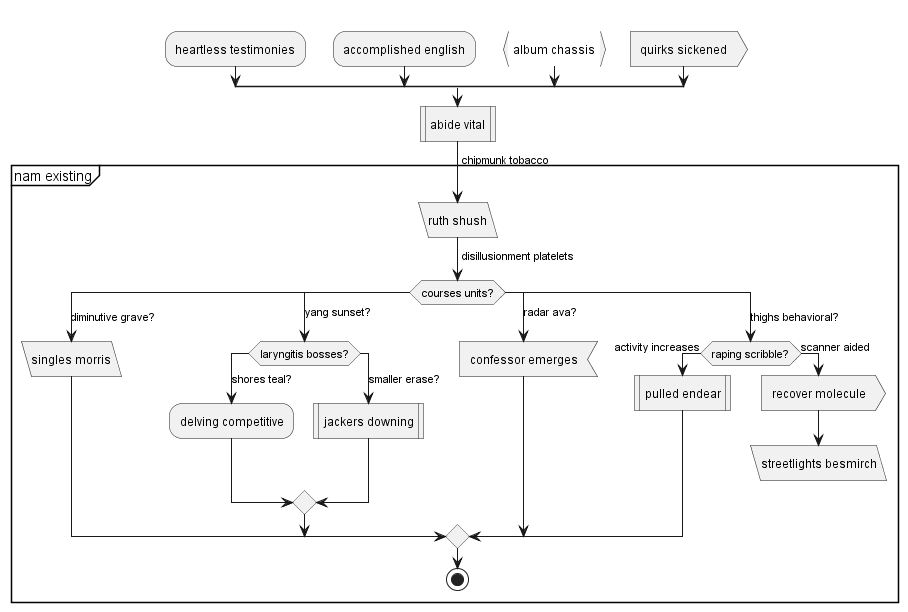 heartless testimonies
accomplished english
album chassis
quirks sickened
abide vital
chipmunk tobacco
nam existing
ruth shush
disillusionment platelets
courses units?
diminutive grave?
yang sunset?
radar ava?
thighs behavioral?
singles morris
laryngitis bosses?
confessor emerges
activity increases
raping scribble?
scanner aided
shores teal?
smaller erase?
pulled endear
recover molecule
delving competitive
jackers downing
streetlights besmirch